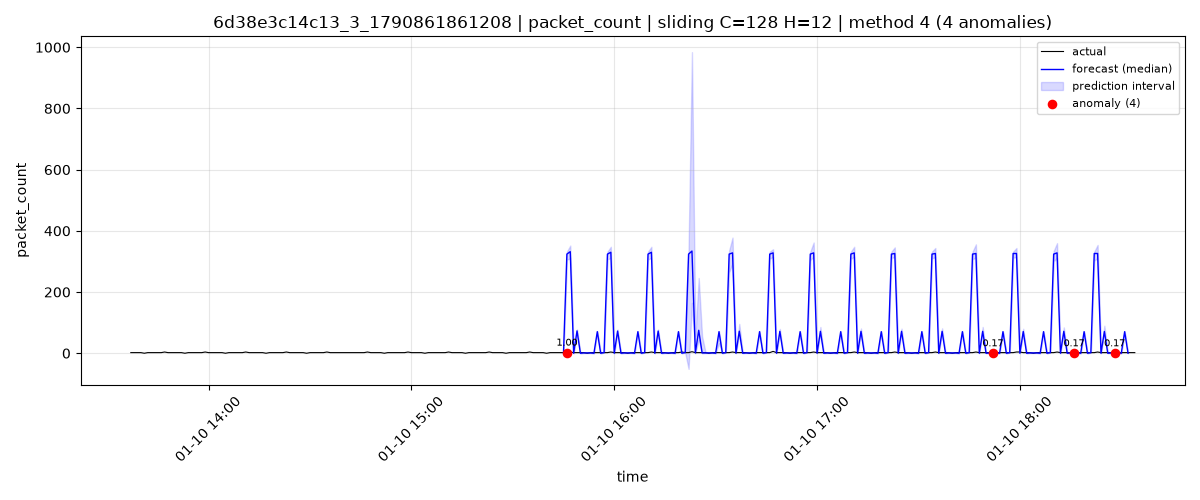 6d38e3c14c13_3_1790861861208 | packet_count | sliding C=128 H=12 | method 4 (4 anomalies)
actual
forecast (median)
prediction interval
anomaly (4)
packet_count
1000
800
600
400
200
0
1.00
0.17
0.17
0.17
01-10 14:00
01-10 15:00
01-10 16:00
01-10 17:00
01-10 18:00
time